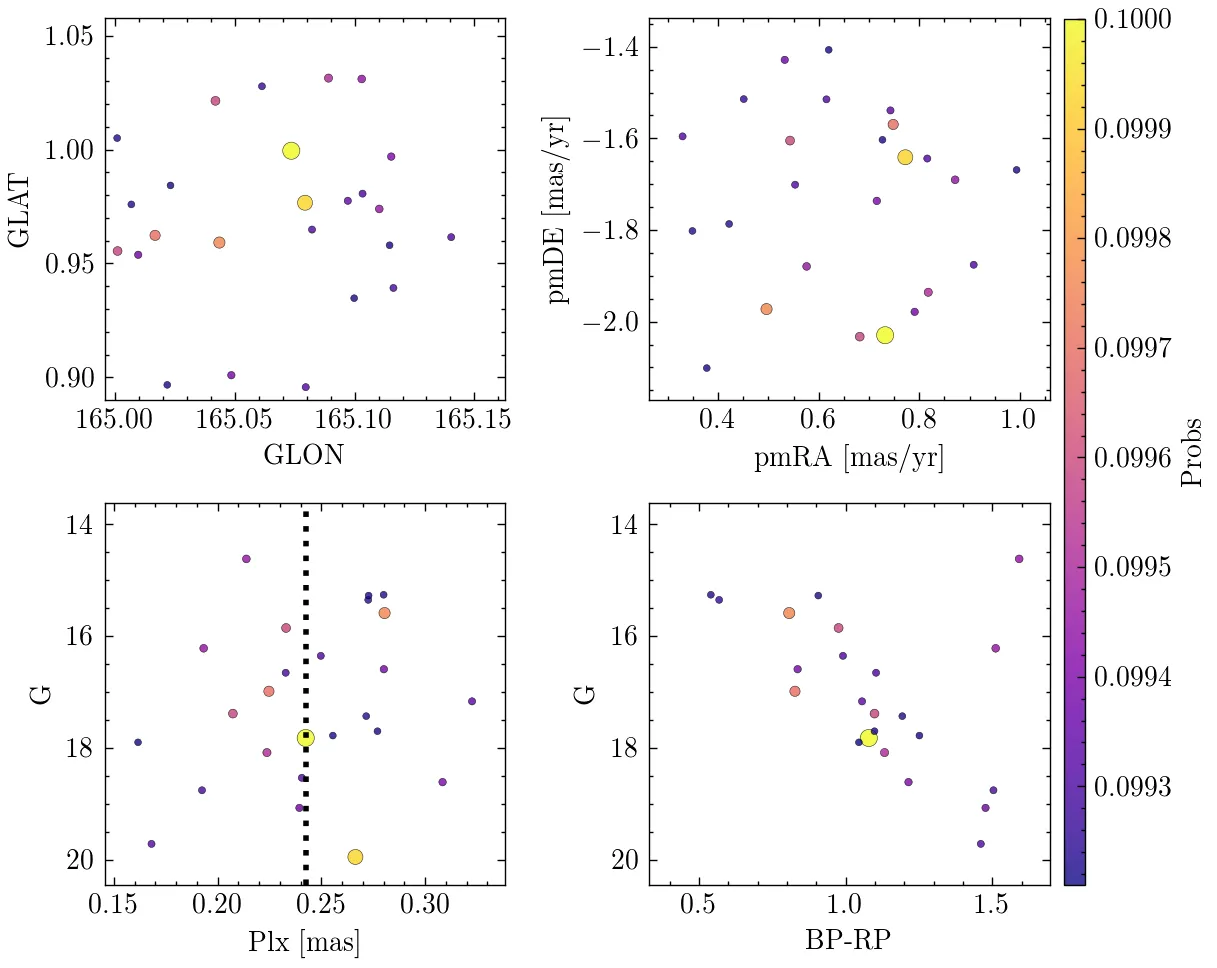 1.05
1.00
0.95
0.90
GLAT
165.00 165.05 165.10 165.15
GLON
−1.4
−1.6
−1.8
−2.0
pmDE [mas/yr]
0.4 0.6 0.8 1.0
pmRA [mas/yr]
14
16
18
20
G
0.15 0.20 0.25 0.30
Plx [mas]
14
16
18
20
G
0.5 1.0 1.5
BP-RP
0.1000
0.0999
0.0998
0.0997
0.0996
0.0995
0.0994
0.0993
Probs